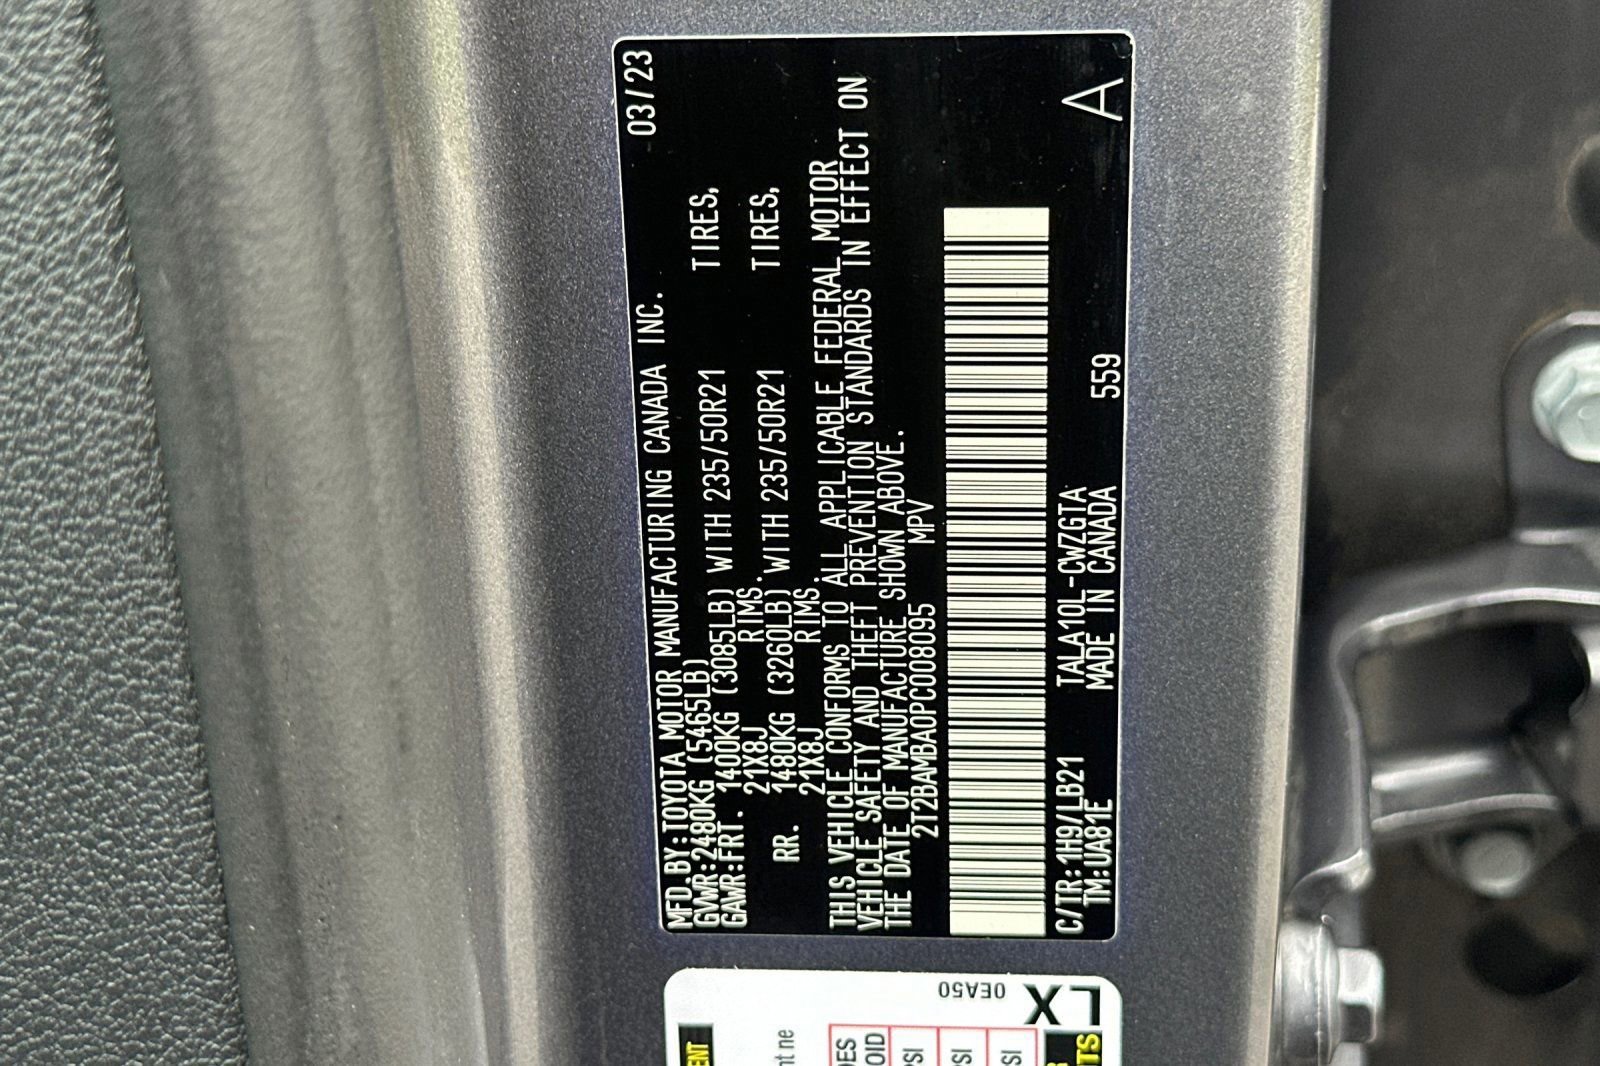 03/23
MFD.BY:TOYOTA MOTOR MANUFACTURING CANADA INC.
GVWR:2480KG (5465LB)
GAWR:FRT. 1400KG (3085LB) WITH 235/50R21 TIRES,
21X8J RIMS.
RR. 1480KG (3260LB) WITH 235/50R21 TIRES,
21X8J RIMS.
THIS VEHICLE CONFORMS TO ALL APPLICABLE FEDERAL MOTOR
VEHICLE SAFETY AND THEFT PREVENTION STANDARDS IN EFFECT ON
THE DATE OF MANUFACTURE SHOWN ABOVE.
2T2BAMBA0PC008095 MPV
C/TR:1H9/LB21 TALA10L-CWZGTA
TM:UA81E MADE IN CANADA 559 A
0EA50
LX